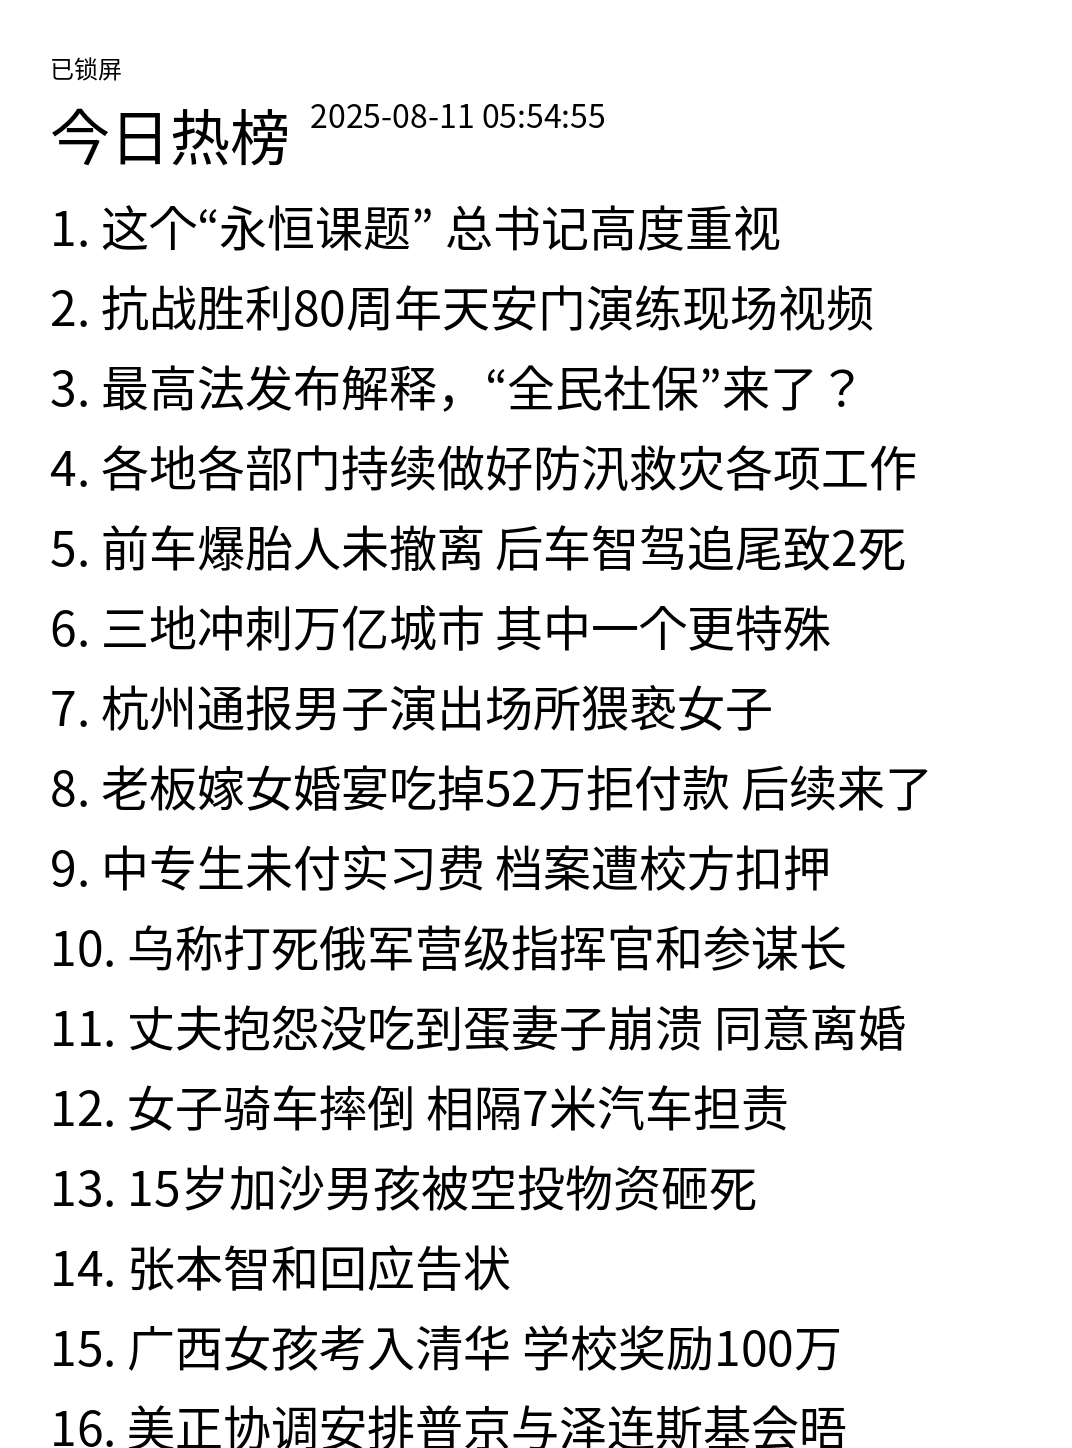 已锁屏
今日热榜 2025-08-11 05:54:55
1. 这个“永恒课题” 总书记高度重视
2. 抗战胜利80周年天安门演练现场视频
3. 最高法发布解释，“全民社保”来了？
4. 各地各部门持续做好防汛救灾各项工作
5. 前车爆胎人未撤离 后车智驾追尾致2死
6. 三地冲刺万亿城市 其中一个更特殊
7. 杭州通报男子演出场所猥亵女子
8. 老板嫁女婚宴吃掉52万拒付款 后续来了
9. 中专生未付实习费 档案遭校方扣押
10. 乌称打死俄军营级指挥官和参谋长
11. 丈夫抱怨没吃到蛋妻子崩溃 同意离婚
12. 女子骑车摔倒 相隔7米汽车担责
13. 15岁加沙男孩被空投物资砸死
14. 张本智和回应告状
15. 广西女孩考入清华 学校奖励100万
16. 美正协调安排普京与泽连斯基会晤